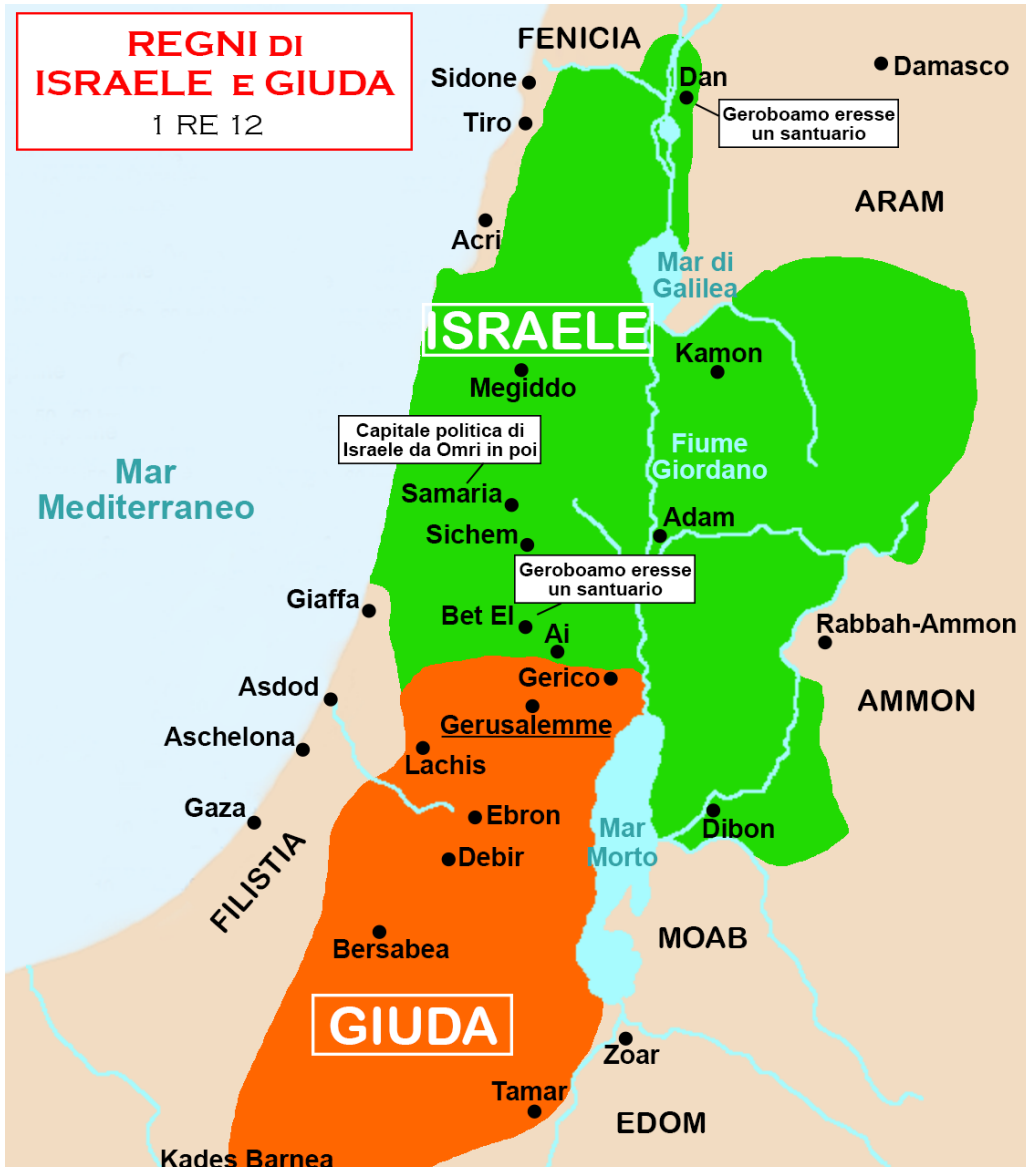 REGNI DI
ISRAELE E GIUDA
1 RE 12
FENICIA
Sidone
Dan
Damasco
Tiro
Geroboamo eresse
un santuario
ARAM
Acri
Mar di
Galilea
ISRAELE
Kamon
Megiddo
Capitale politica di
Israele da Omri in poi
Fiume
Giordano
Mar
Mediterraneo
Samaria
Adam
Sichem
Geroboamo eresse
un santuario
Giaffa
Bet El
Ai
Rabbah-Ammon
Gerico
Asdod
AMMON
Gerusalemme
Aschelona
Lachis
Gaza
Ebron
Mar
Morto
Dibon
Debir
FILISTIA
Bersabea
MOAB
GIUDA
Zoar
Tamar
EDOM
Kades Barnea